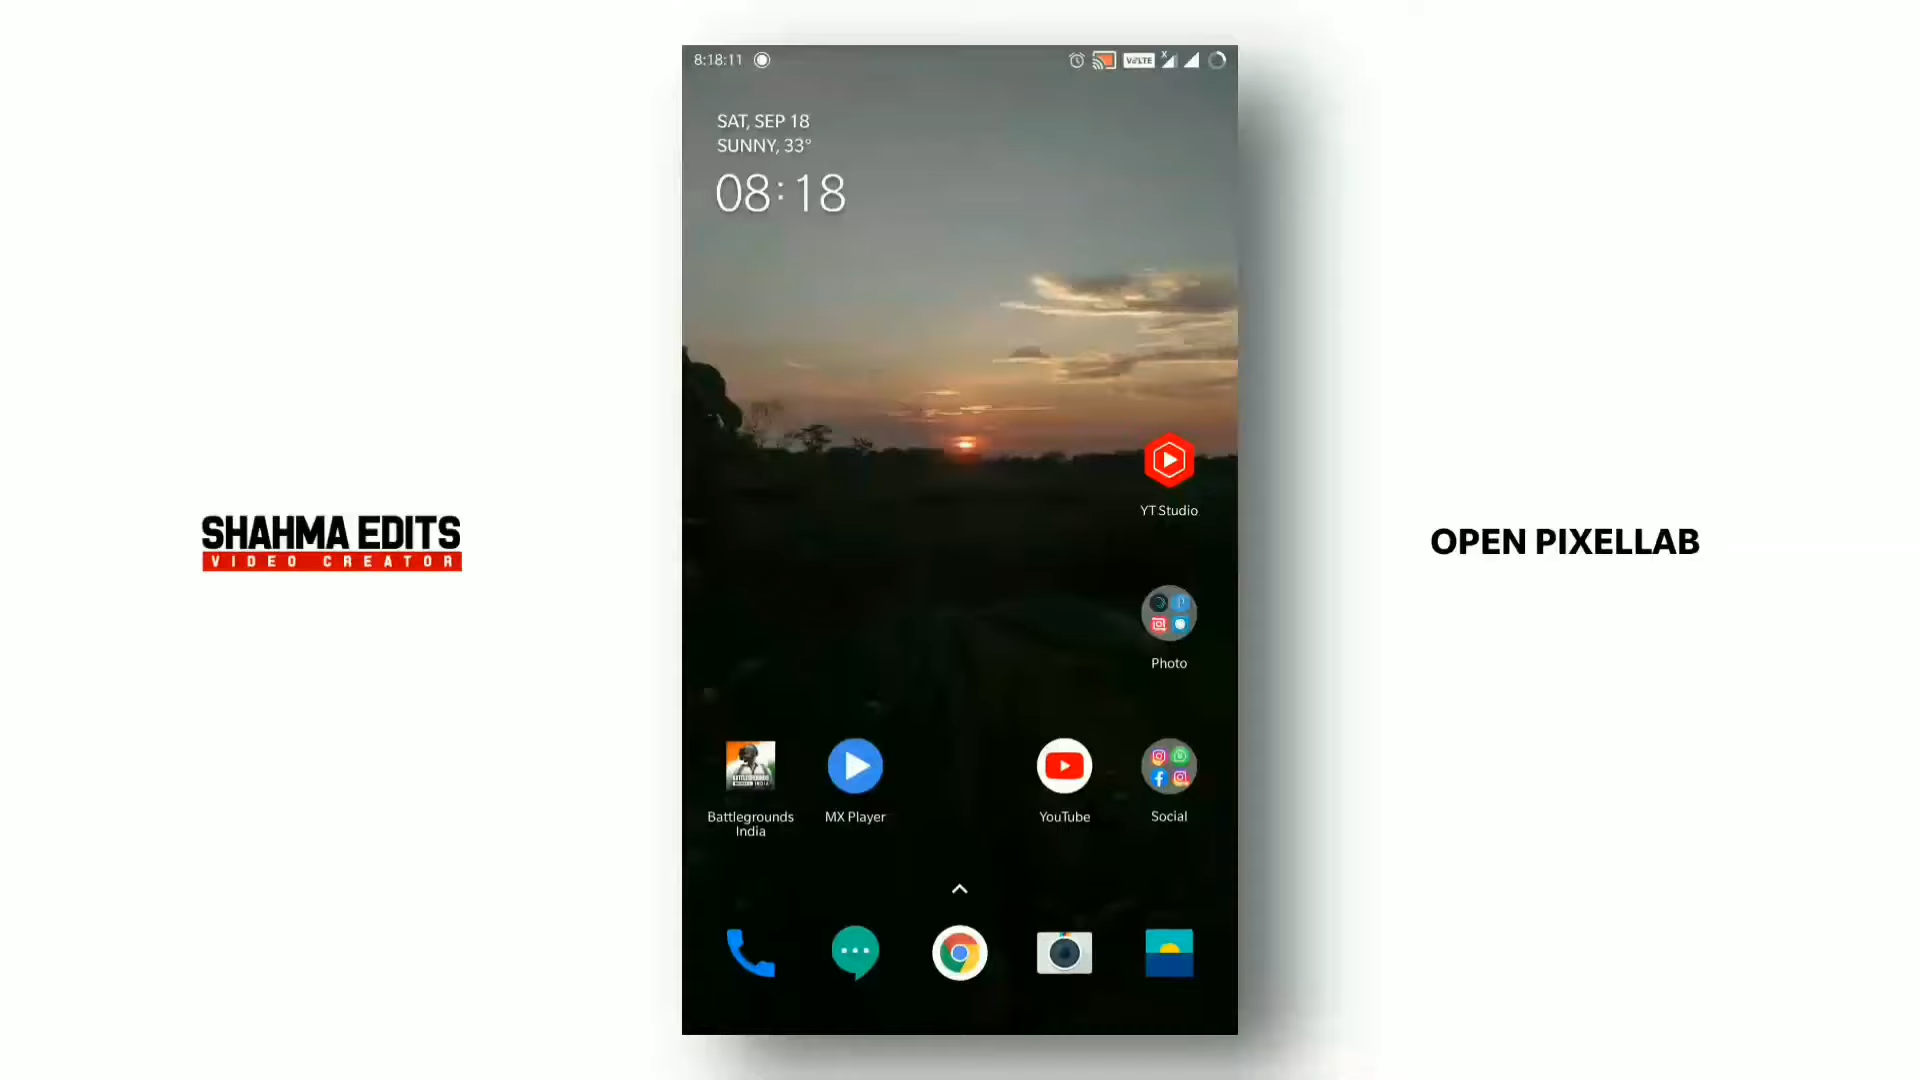 8:18:11
VoLTE
SAT, SEP 18
SUNNY, 33°
08:18
YT Studio
SHAHMA EDITS
VIDEO CREATOR
OPEN PIXELLAB
Photo
Battlegrounds
India
MX Player
YouTube
Social